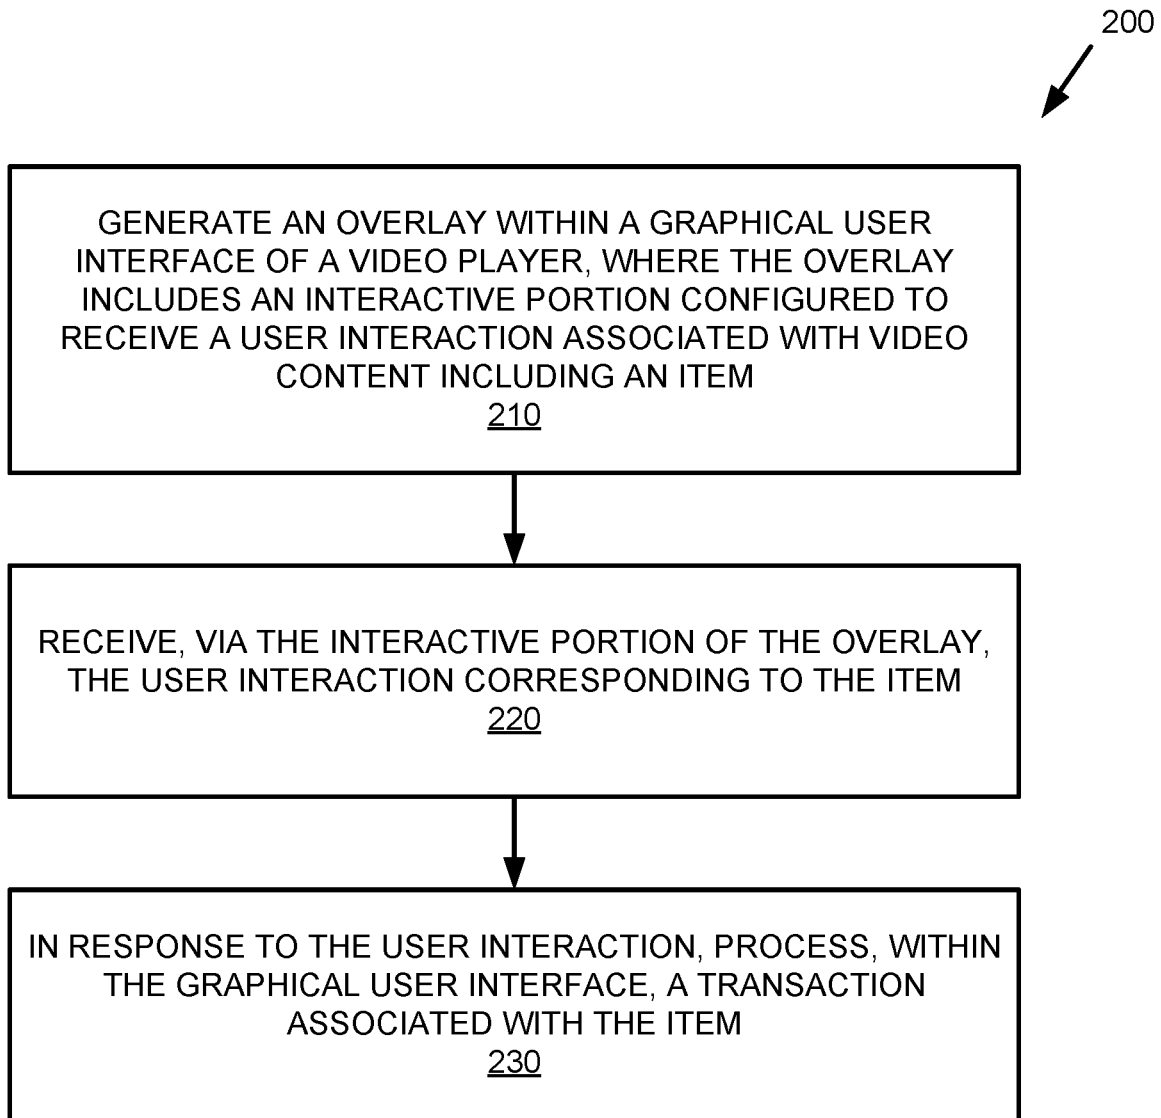 200
GENERATE AN OVERLAY WITHIN A GRAPHICAL USER
INTERFACE OF A VIDEO PLAYER, WHERE THE OVERLAY
INCLUDES AN INTERACTIVE PORTION CONFIGURED TO
RECEIVE A USER INTERACTION ASSOCIATED WITH VIDEO
CONTENT INCLUDING AN ITEM
210
RECEIVE, VIA THE INTERACTIVE PORTION OF THE OVERLAY,
THE USER INTERACTION CORRESPONDING TO THE ITEM
220
IN RESPONSE TO THE USER INTERACTION, PROCESS, WITHIN
THE GRAPHICAL USER INTERFACE, A TRANSACTION
ASSOCIATED WITH THE ITEM
230